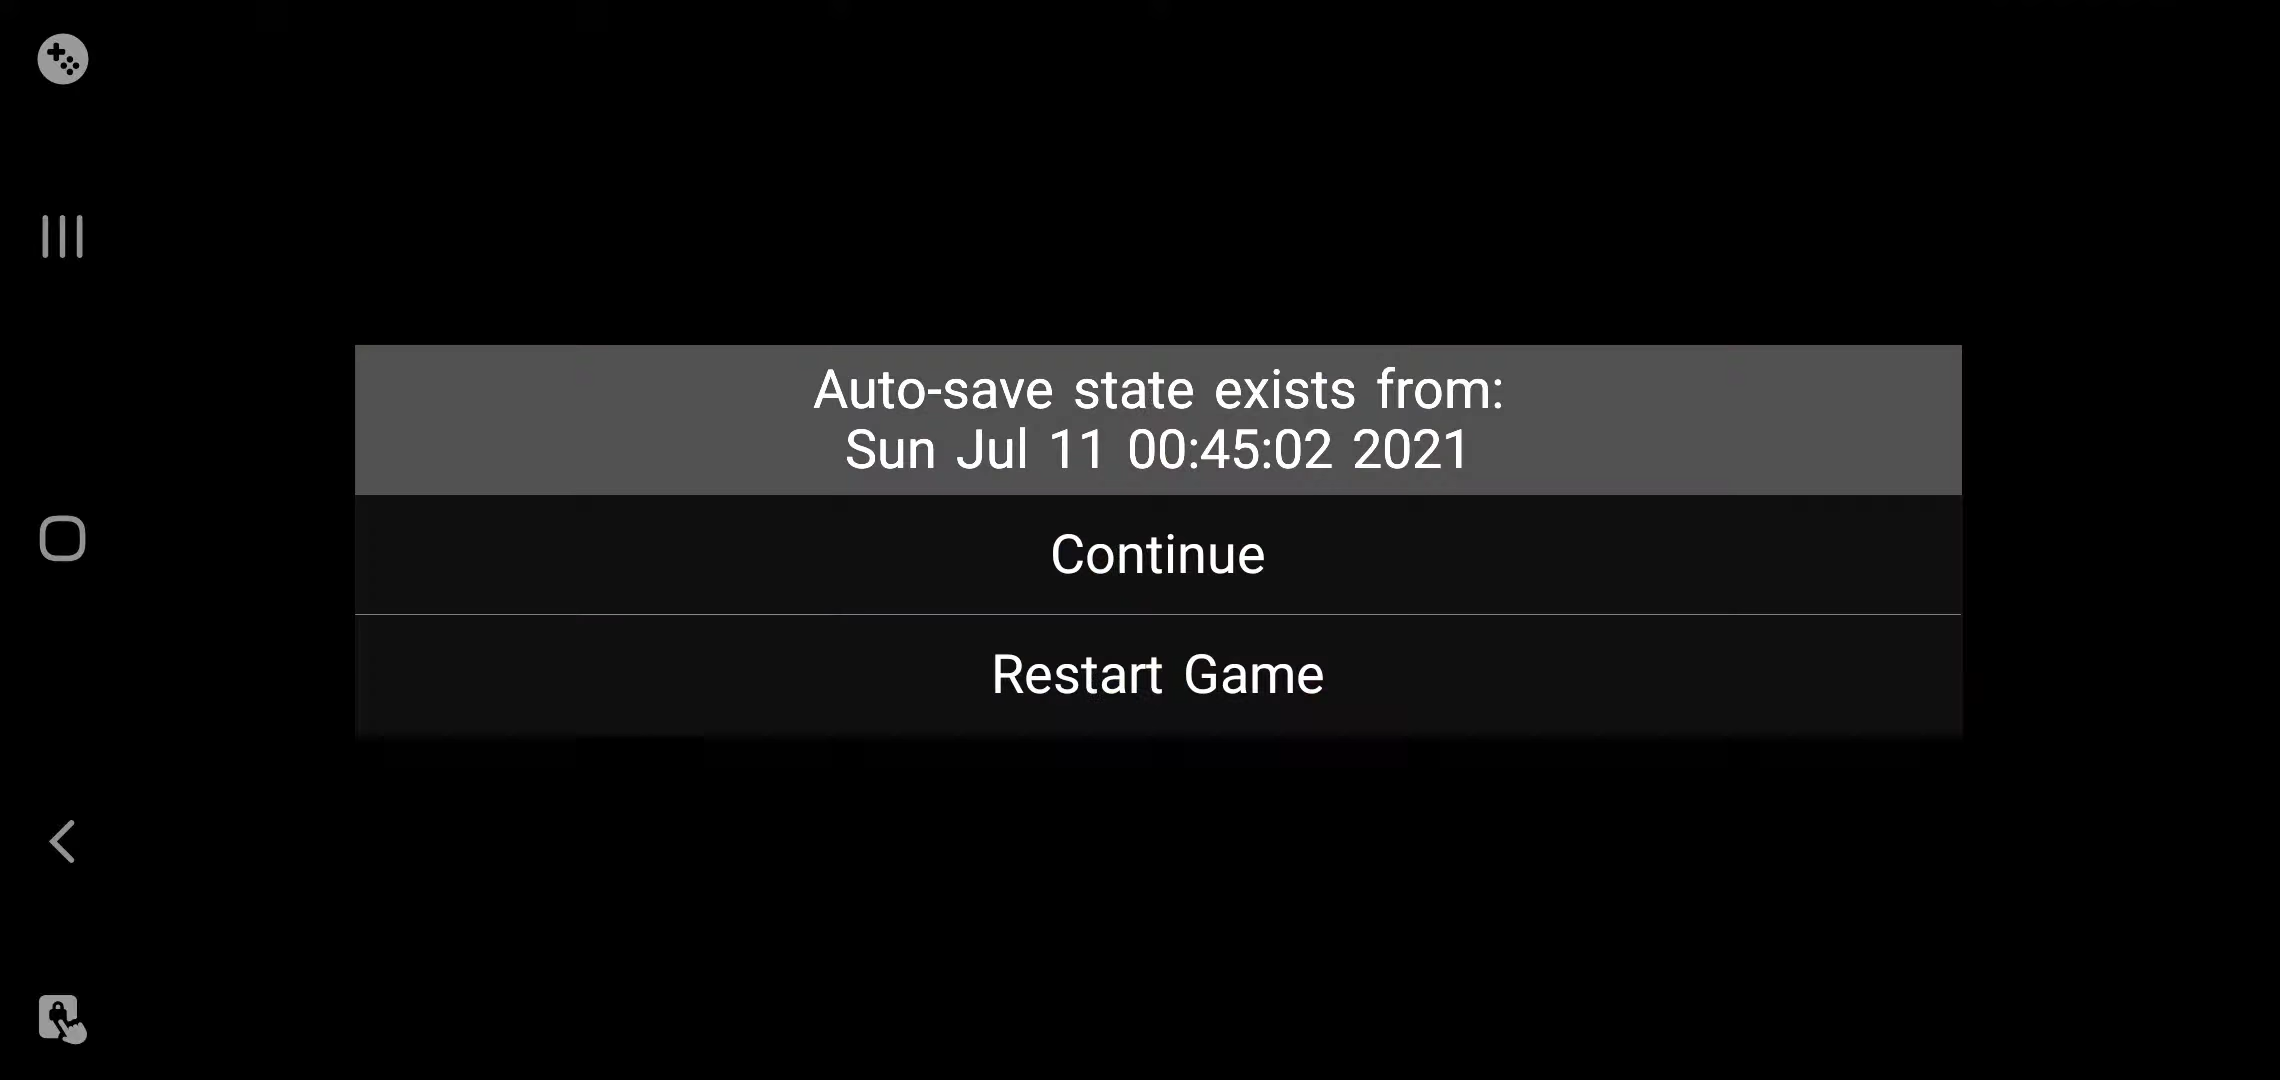 Auto-save state exists from:
Sun Jul 11 00:45:02 2021
Continue
Restart Game